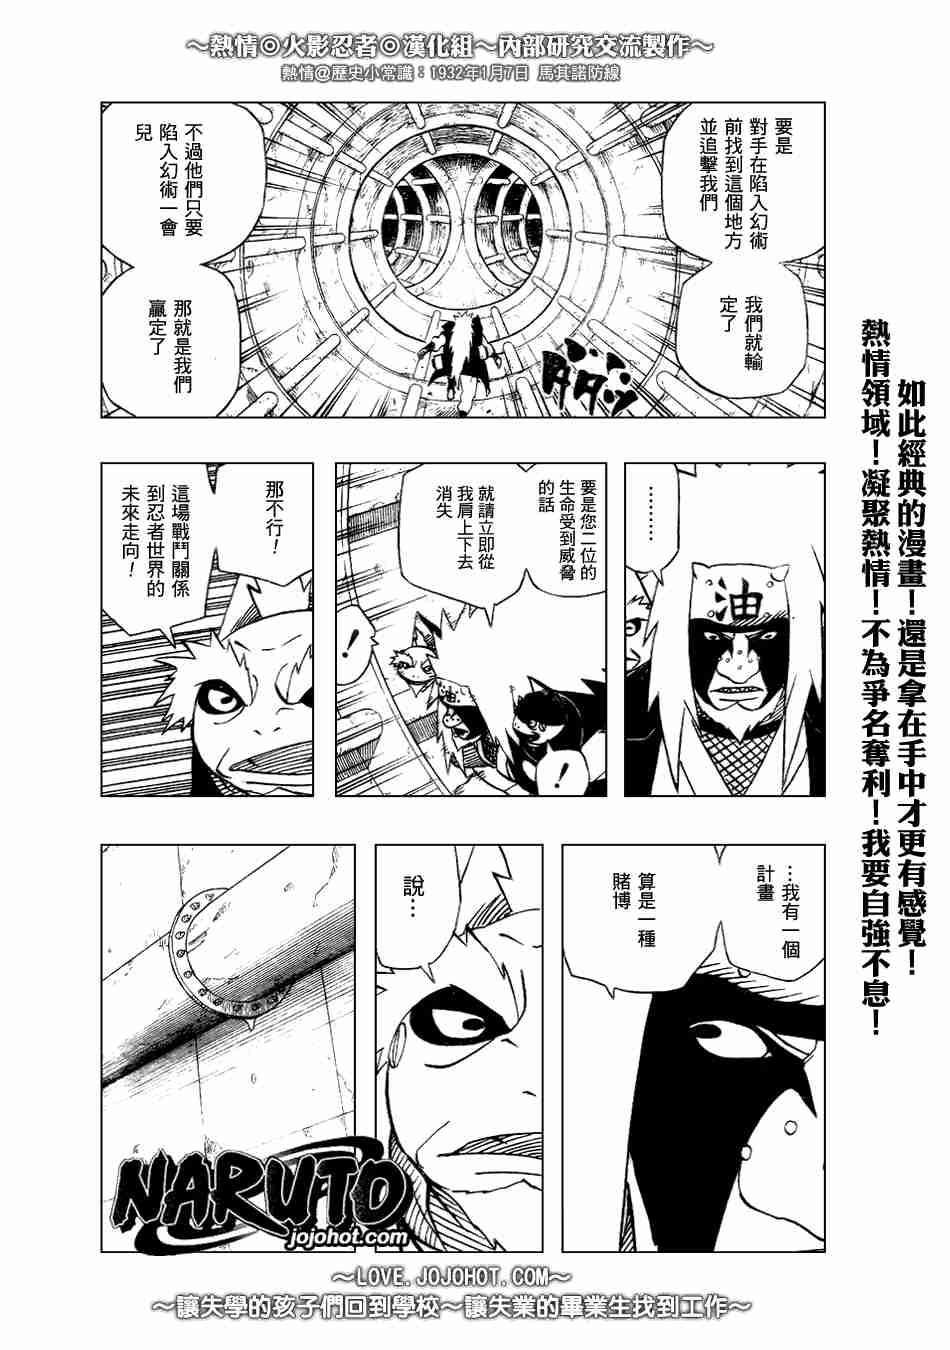 ～熱情◎火影忍者◎漢化組～內部研究交流製作～
熱情@歷史小常識：1932年1月7日 馬其諾防線
要是
對手在陷入幻術
前找到這個地方
並追擊我們
我們就輸
定了
不過他們只要
陷入幻術一會
兒
那就是我們
贏定了
…………
要是您二位的
生命受到威脅
的話
就請立即從
我肩上下去
消失
那不行！
這場戰鬥關係
到忍者世界的
未來走向！
油
油
！
！
…我有一個
計畫
算是一種
賭博
說…
如此經典的漫畫！還是拿在手中才更有感覺！
熱情領域！凝聚熱情！不為爭名奪利！我要自強不息！
NARUTO
jojohot.com
～LOVE.JOJOHOT.COM～
～讓失學的孩子們回到學校～讓失業的畢業生找到工作～